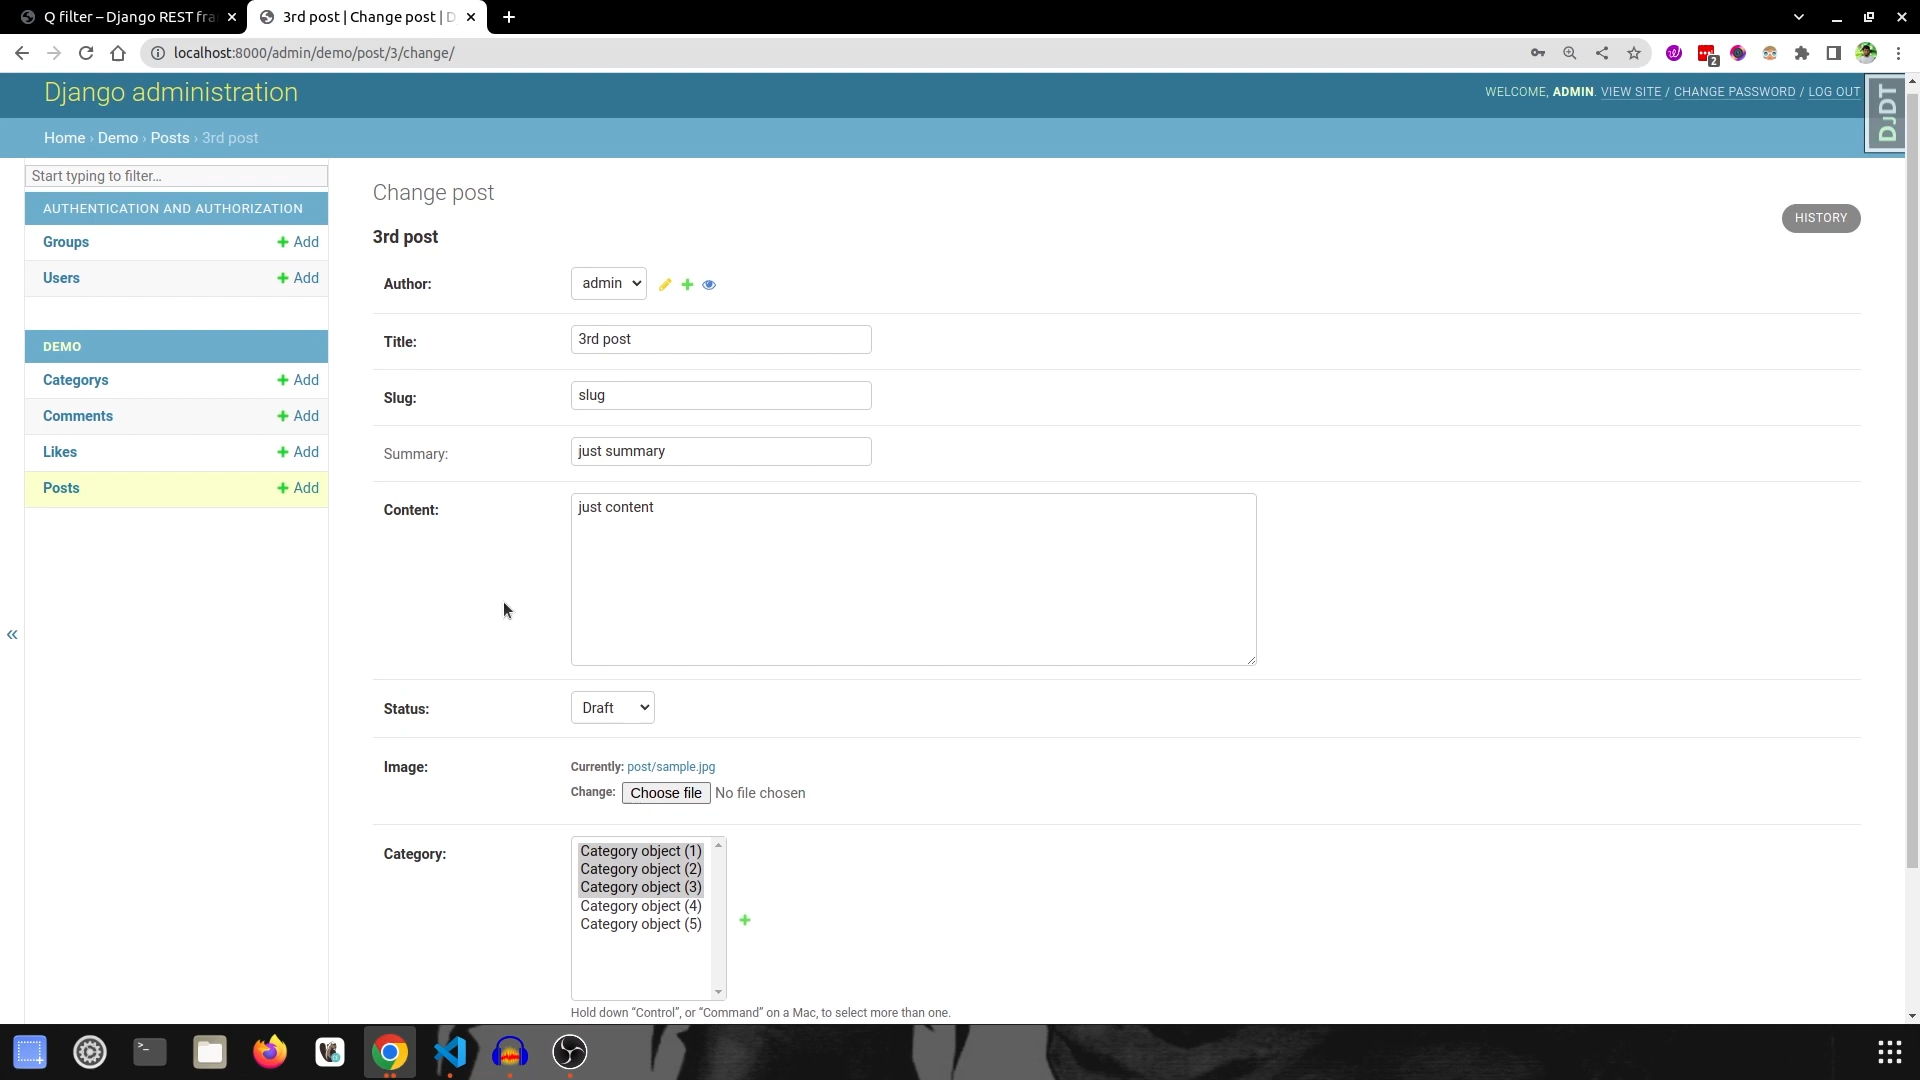 Q filter – Django REST fra
3rd post | Change post | D
localhost:8000/admin/demo/post/3/change/
2
Django administration
WELCOME, ADMIN. VIEW SITE / CHANGE PASSWORD / LOG OUT
DJDT
Home › Demo › Posts › 3rd post
Start typing to filter…
AUTHENTICATION AND AUTHORIZATION
Groups
Add
Users
Add
DEMO
Categorys
Add
Comments
Add
Likes
Add
Posts
Add
«
Change post
HISTORY
3rd post
Author:
admin
Title:
3rd post
Slug:
slug
Summary:
just summary
Content:
just content
Status:
Draft
Image:
Currently: post/sample.jpg
Change: Choose file No file chosen
Category:
Category object (1)
Category object (2)
Category object (3)
Category object (4)
Category object (5)
Hold down “Control”, or “Command” on a Mac, to select more than one.